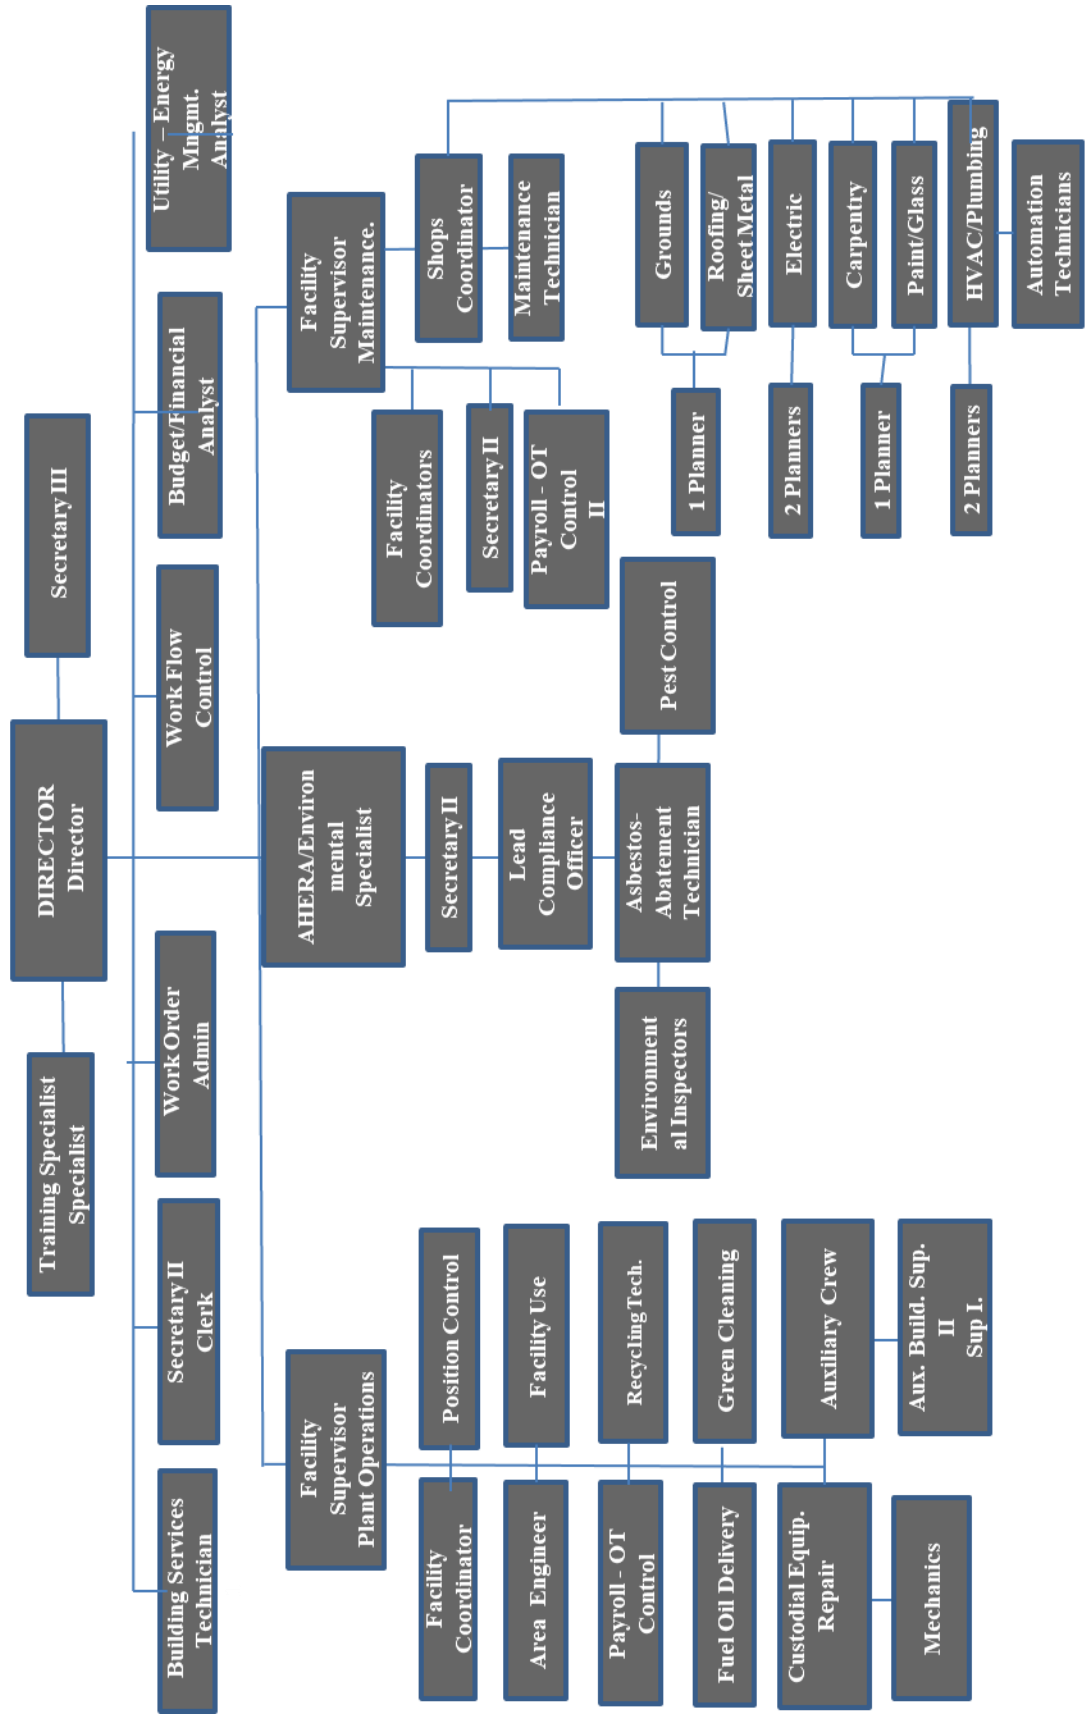 DIRECTOR
Director
Training Specialist
Specialist
Secretary III
Building Services
Technician
Secretary II
Clerk
Work Order
Admin
Work Flow
Control
Budget/Financial
Analyst
Utility – Energy
Mngmt.
Analyst
Facility
Supervisor
Plant Operations
AHERA/Environ
mental
Specialist
Facility
Supervisor
Maintenance.
Facility
Coordinator
Position Control
Area Engineer
Facility Use
Payroll - OT
Control
Recycling Tech.
Fuel Oil Delivery
Green Cleaning
Custodial Equip.
Repair
Auxiliary Crew
Mechanics
Aux. Build. Sup.
II
Sup I.
Secretary II
Lead
Compliance
Officer
Environment
al Inspectors
Asbestos-
Abatement
Technician
Pest Control
Facility
Coordinators
Secretary II
Payroll - OT
Control
II
Shops
Coordinator
Maintenance
Technician
1 Planner
Grounds
Roofing/
Sheet Metal
2 Planners
Electric
1 Planner
Carpentry
Paint/Glass
2 Planners
HVAC/Plumbing
Automation
Technicians